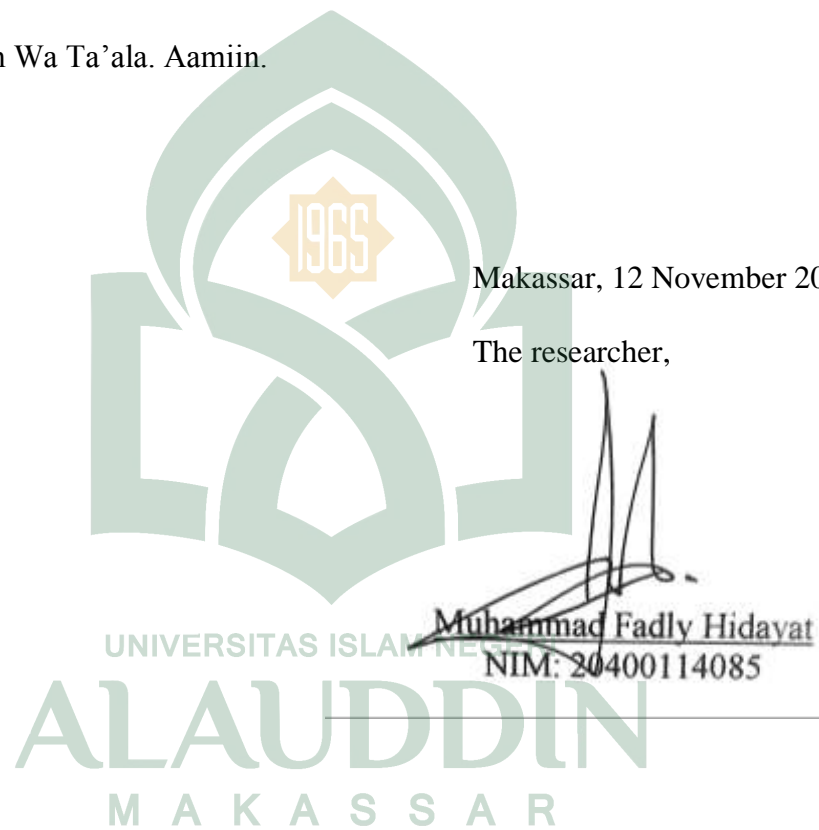 Wa Ta’ala. Aamiin.
1965
Makassar, 12 November
The researcher,
Muhammad Fadly Hidayat
NIM: 20400114085
UNIVERSITAS ISLAM NEGERI
ALAUDDIN
MAKASSAR